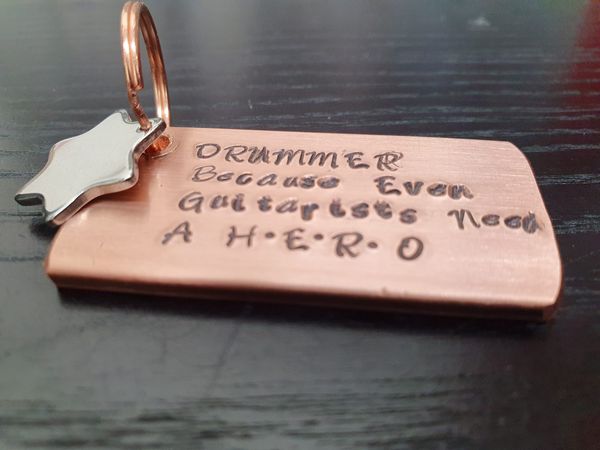 DRUMMER
Because Even
Guitarists Need
A H•E•R•O